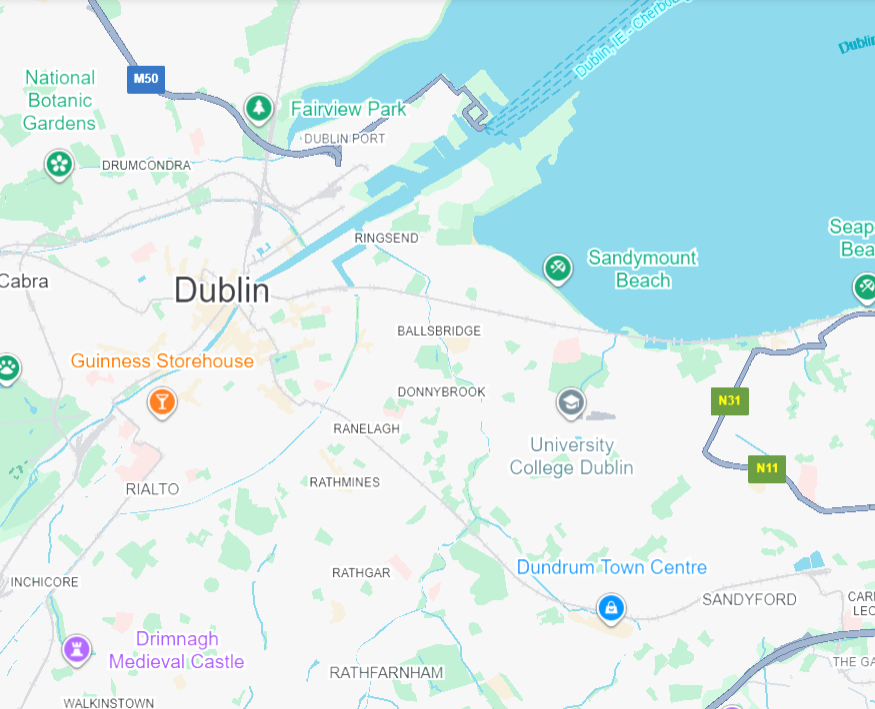 Dublin, IE - Cherbou
Dublin
M50
National
Botanic
Gardens
Fairview Park
DUBLIN PORT
DRUMCONDRA
RINGSEND
Seap
Bea
Sandymount
Beach
Cabra
Dublin
BALLSBRIDGE
Guinness Storehouse
DONNYBROOK
N31
RANELAGH
University
College Dublin
N11
RIALTO
RATHMINES
Dundrum Town Centre
RATHGAR
INCHICORE
SANDYFORD
CAR
LEO
Drimnagh
Medieval Castle
THE GA
RATHFARNHAM
WALKINSTOWN